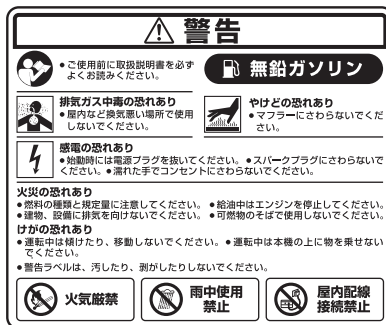 警告
●ご使用前に取扱説明書を必ず
よくお読みください。
無鉛ガソリン
排気ガス中毒の恐れあり
●屋内など換気悪い場所で使用
しないでください。
やけどの恐れあり
●マフラーにさわらないでくだ
さい。
感電の恐れあり
●始動時には電源プラグを抜いてください。●スパークプラグにさわらないで
ください。●濡れた手でコンセントにさわらないでください。
火災の恐れあり
●燃料の種類と規定量に注意してください。●給油中はエンジンを停止してください。
●建物、設備に排気を向けないでください。●可燃物のそばで使用しないでください。
けがの恐れあり
●運転中は傾けたり、移動しないでください。●運転中は本機の上に物を乗せない
でください。
●警告ラベルは、汚したり、剥がしたりしないでください。
火気厳禁
雨中使用
禁止
屋内配線
接続禁止